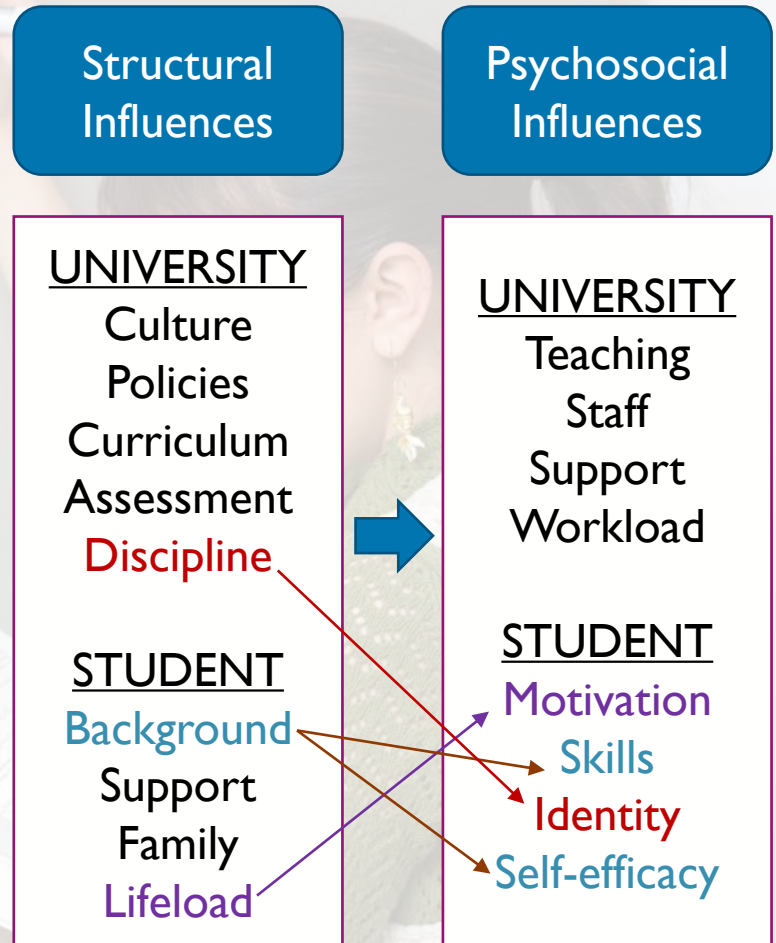 Structural
Influences
UNIVERSITY
Culture
Policies
Curriculum
Assessment
Discipline
STUDENT
Background
Support
Family
Lifeload
Psychosocial
Influences
UNIVERSITY
Teaching
Staff
Support
Workload
STUDENT
Motivation
Skills
Identity
Self-efficacy